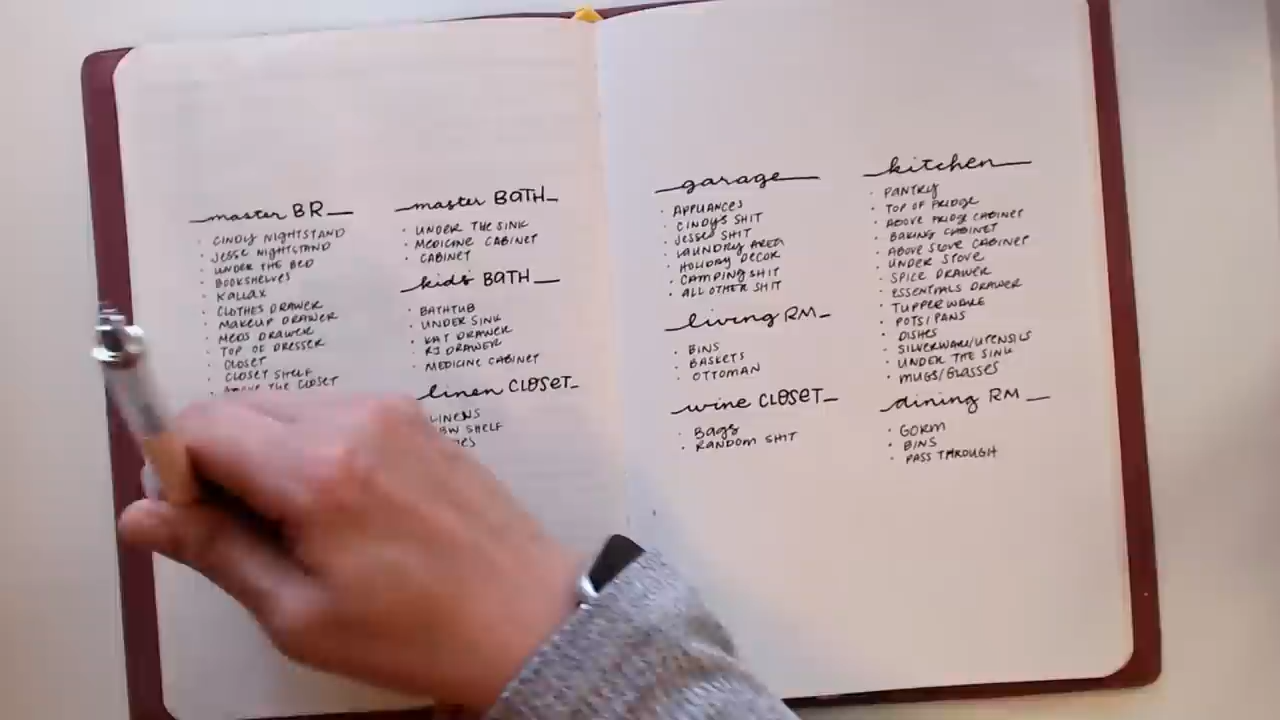 master BR
CINDY NIGHTSTAND
JESSE NIGHTSTAND
UNDER THE BED
BOOKSHELVES
KALLAX
CLOTHES DRAWER
MAKEUP DRAWER
MEDS DRAWER
TOP OF DRESSER
CLOSET
CLOSET SHELF
ABOVE THE CLOSET
master BATH
UNDER THE SINK
MEDICINE CABINET
CABINET
kids' BATH
BATHTUB
UNDER SINK
KAT DRAWER
RJ DRAWER
MEDICINE CABINET
linen CLOSET
LINENS
SHELF
garage
APPLIANCES
CINDY'S SHIT
JESSE'S SHIT
LAUNDRY AREA
HOLIDAY DECOR
CAMPING SHIT
ALL OTHER SHIT
living RM
BINS
BASKETS
OTTOMAN
wine CLOSET
BAGS
RANDOM SHIT
kitchen
PANTRY
TOP OF FRIDGE
ABOVE FRIDGE CABINET
BAKING CABINET
ABOVE STOVE CABINET
UNDER STOVE
SPICE DRAWER
ESSENTIALS DRAWER
TUPPERWARE
POTS/PANS
DISHES
SILVERWARE/UTENSILS
UNDER THE SINK
MUGS/GLASSES
dining RM
GORM
BINS
PASS THROUGH